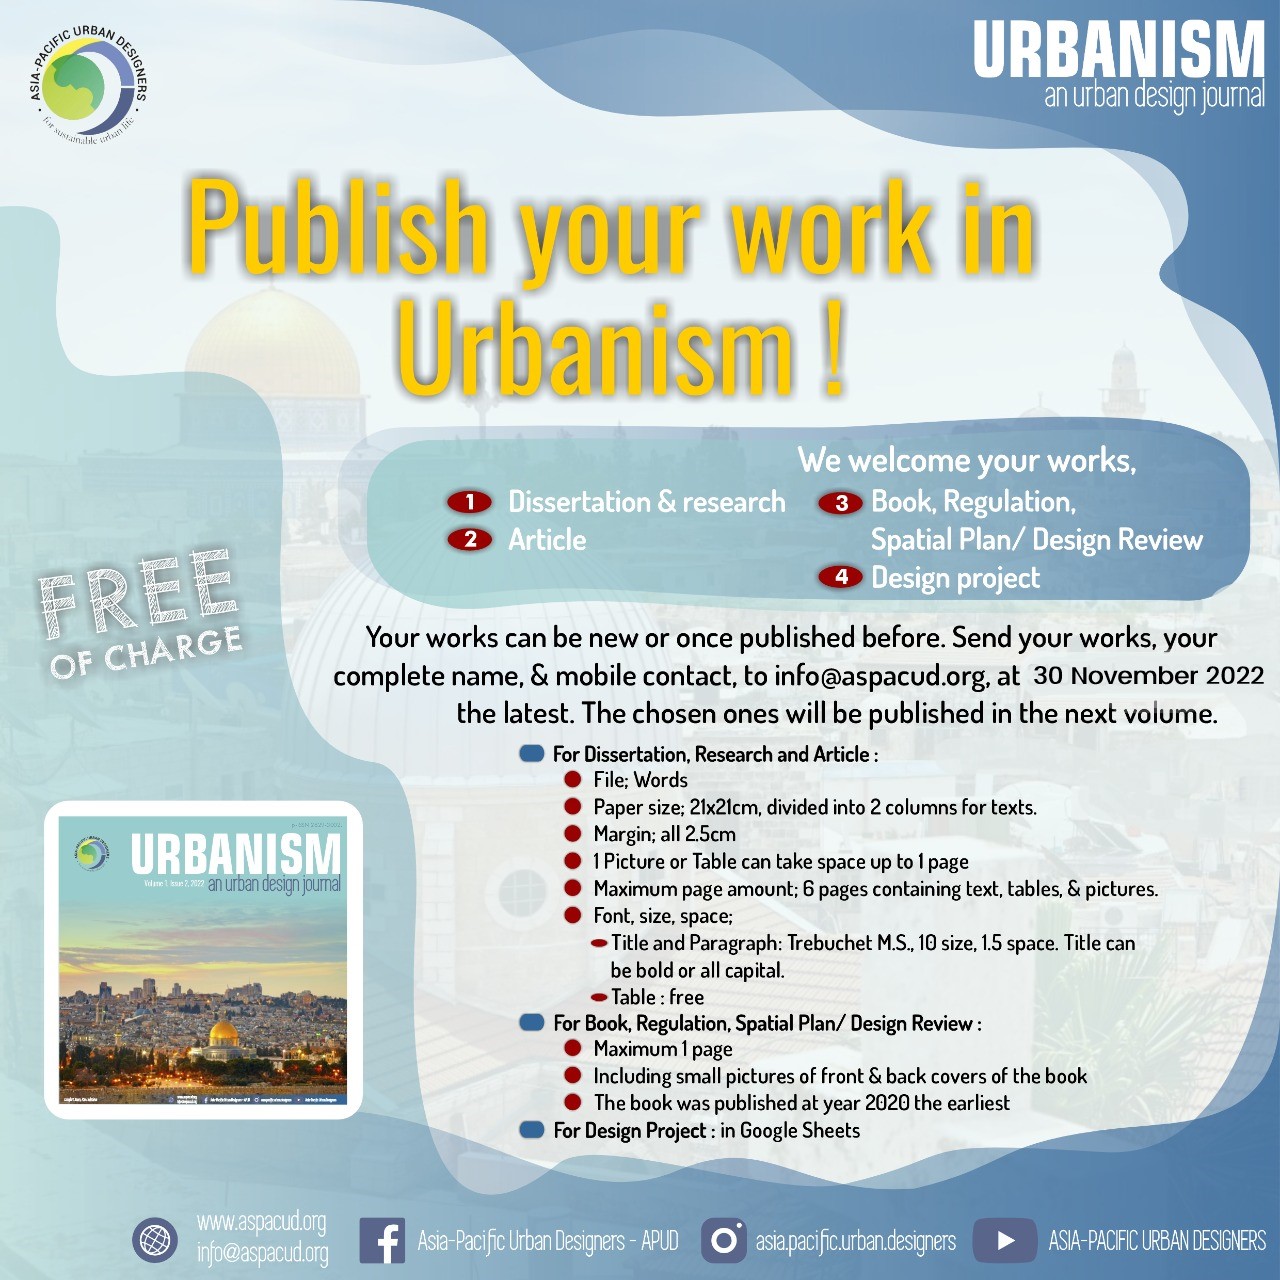 ASIA-PACIFIC URBAN DESIGNERS
for sustainable urban life
URBANISM
an urban design journal
Publish your work in
Urbanism !
We welcome your works,
1 Dissertation & research
2 Article
3 Book, Regulation,
Spatial Plan/ Design Review
4 Design project
FREE
OF CHARGE
Your works can be new or once published before. Send your works, your
complete name, & mobile contact, to info@aspacud.org, at 30 November 2022
the latest. The chosen ones will be published in the next volume.
For Dissertation, Research and Article :
File; Words
Paper size; 21x21cm, divided into 2 columns for texts.
Margin; all 2.5cm
1 Picture or Table can take space up to 1 page
Maximum page amount; 6 pages containing text, tables, & pictures.
Font, size, space;
Title and Paragraph: Trebuchet M.S., 10 size, 1.5 space. Title can
be bold or all capital.
Table : free
For Book, Regulation, Spatial Plan/ Design Review :
Maximum 1 page
Including small pictures of front & back covers of the book
The book was published at year 2020 the earliest
For Design Project : in Google Sheets
URBANISM
Volume 1, Issue 2, 2022 an urban design journal
www.aspacud.org
info@aspacud.org
Asia-Pacific Urban Designers - APUD
asia.pacific.urban.designers
ASIA-PACIFIC URBAN DESIGNERS